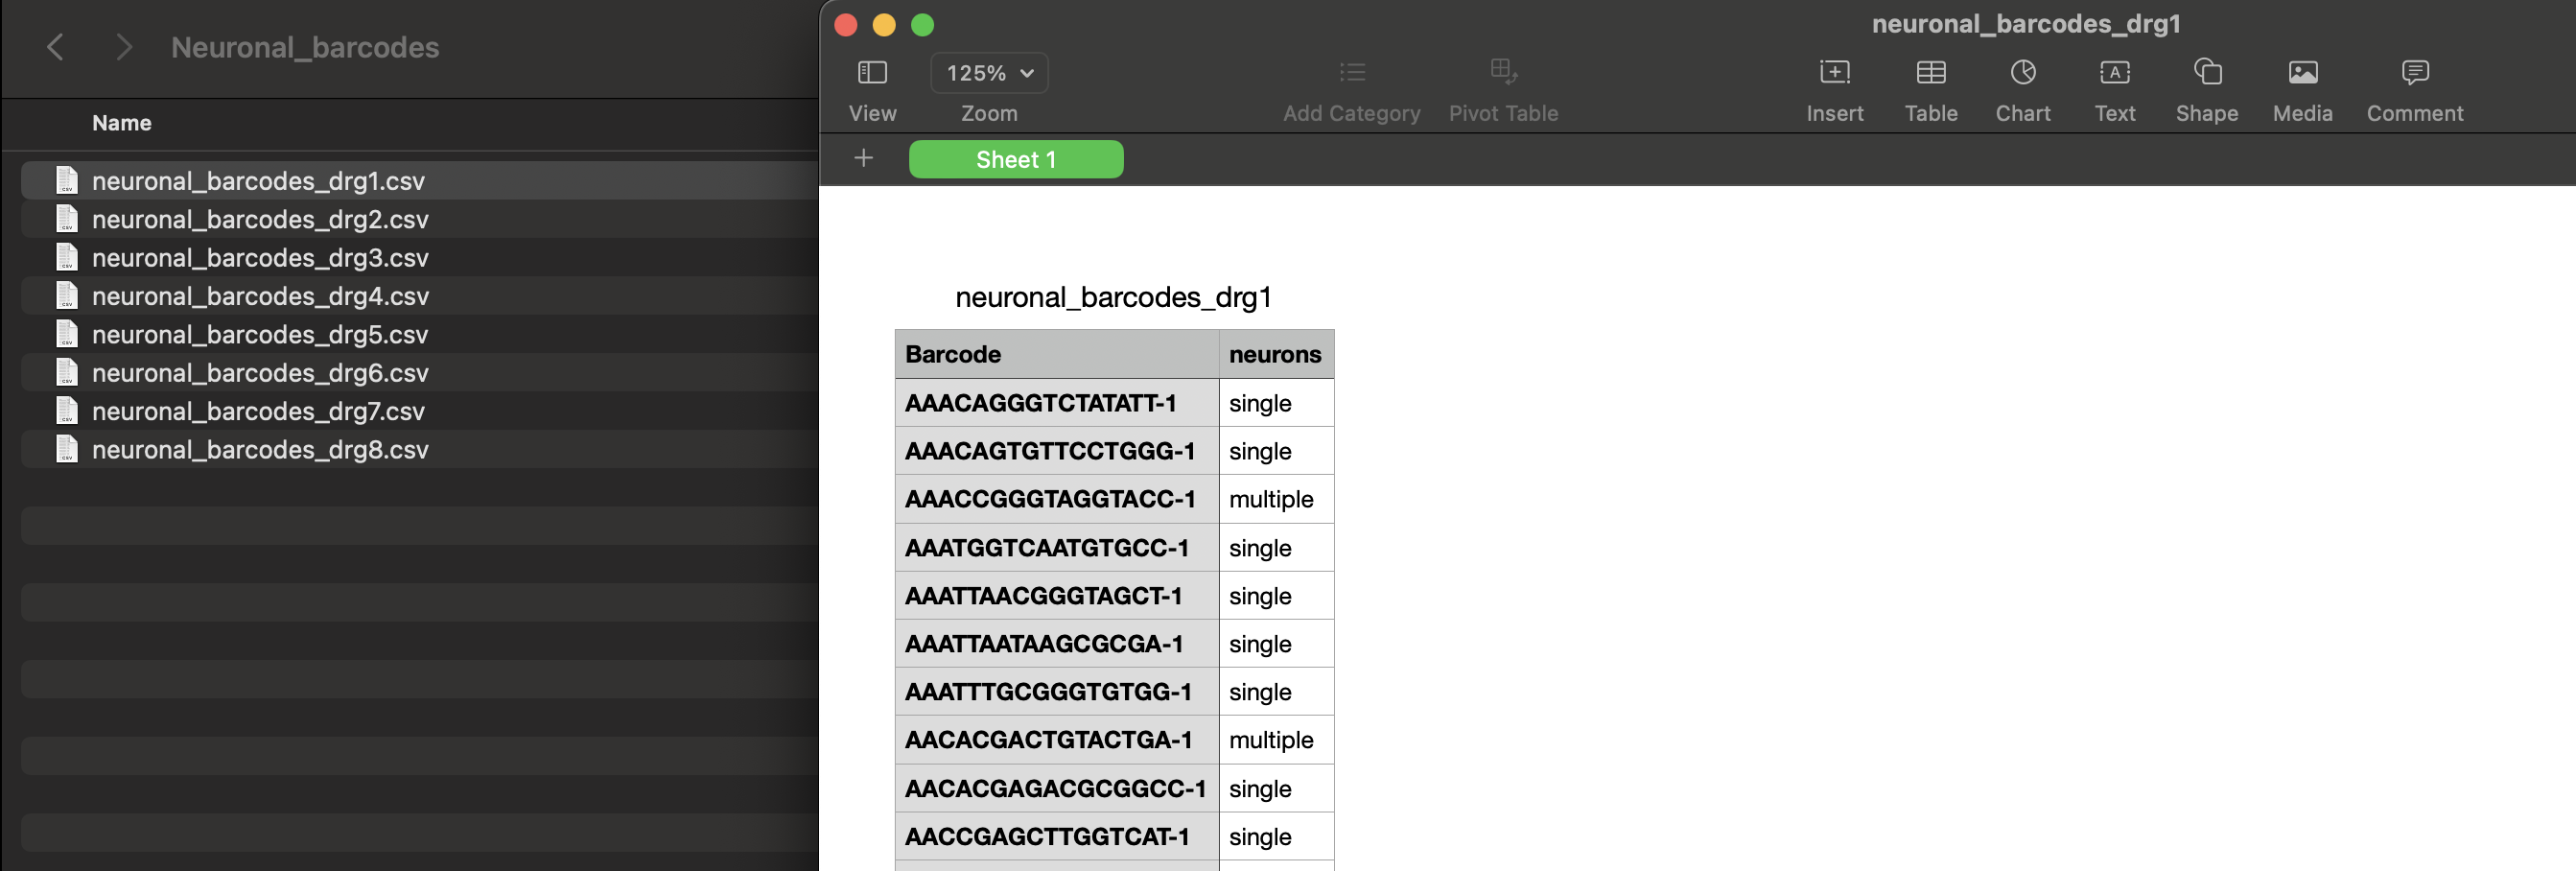 Neuronal_barcodes
Name
neuronal_barcodes_drg1.csv
neuronal_barcodes_drg2.csv
neuronal_barcodes_drg3.csv
neuronal_barcodes_drg4.csv
neuronal_barcodes_drg5.csv
neuronal_barcodes_drg6.csv
neuronal_barcodes_drg7.csv
neuronal_barcodes_drg8.csv
neuronal_barcodes_drg1
125%
View Zoom Add Category Pivot Table Insert Table Chart Text Shape Media Comment
+ Sheet 1
neuronal_barcodes_drg1
Barcode neurons
AAACAGGGTCTATATT-1 single
AAACAGTGTTCCTGGG-1 single
AAACCGGGTAGGTACC-1 multiple
AAATGGTCAATGTGCC-1 single
AAATTAACGGGTAGCT-1 single
AAATTAATAAGCGCGA-1 single
AAATTTGCGGGTGTGG-1 single
AACACGACTGTACTGA-1 multiple
AACACGAGACGCGGCC-1 single
AACCGAGCTTGGTCAT-1 single